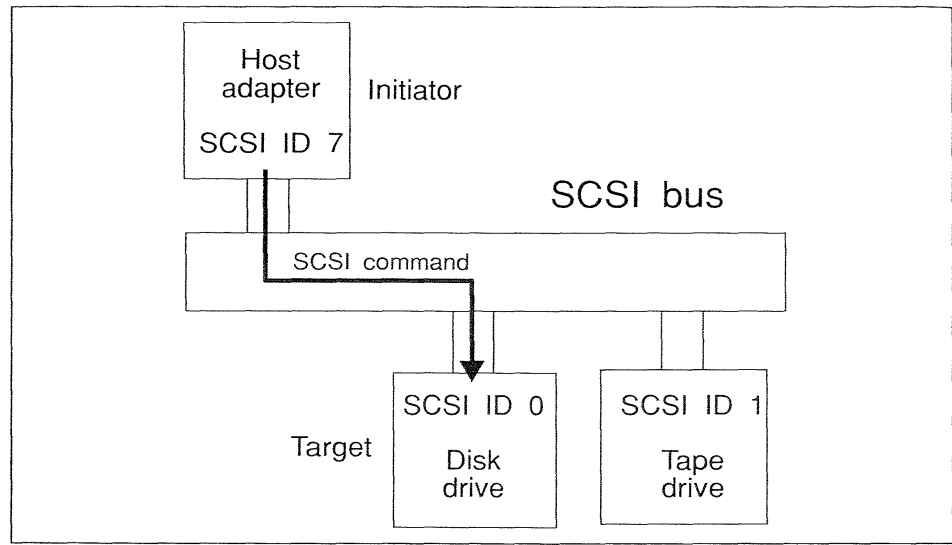 Host
adapter
SCSI ID 7
Initiator
SCSI bus
SCSI command
SCSI ID 0
Disk
drive
Target
SCSI ID 1
Tape
drive